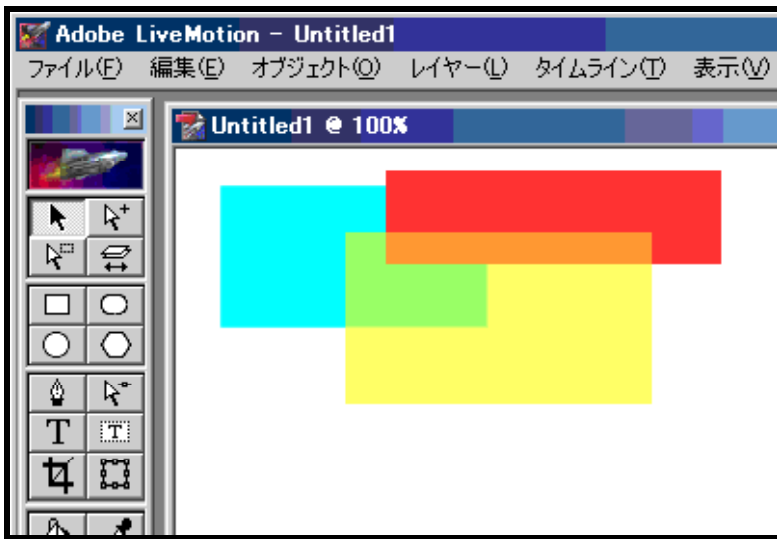 Adobe LiveMotion - Untitled1
ファイル(F) 編集(E) オブジェクト(O) レイヤー(L) タイムライン(T) 表示(V)
Untitled1 @ 100%
T T